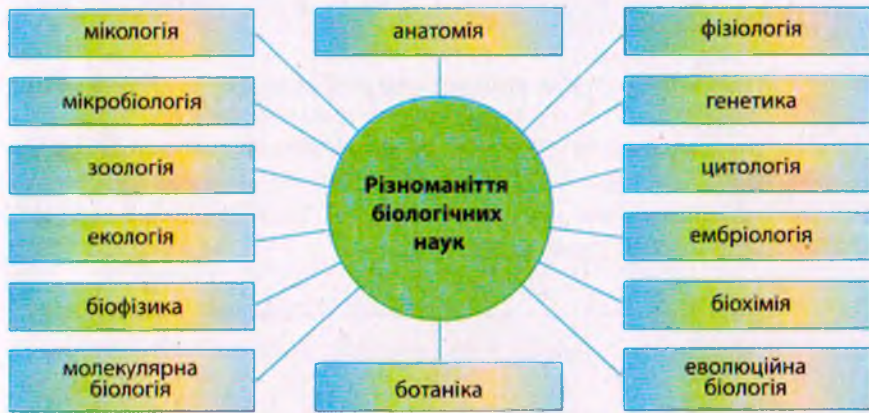 мікологія
анатомія
фізіологія
мікробіологія
генетика
зоологія
цитологія
Різноманіття
біологічних
наук
екологія
ембріологія
біофізика
біохімія
молекулярна
біологія
ботаніка
еволюційна
біологія